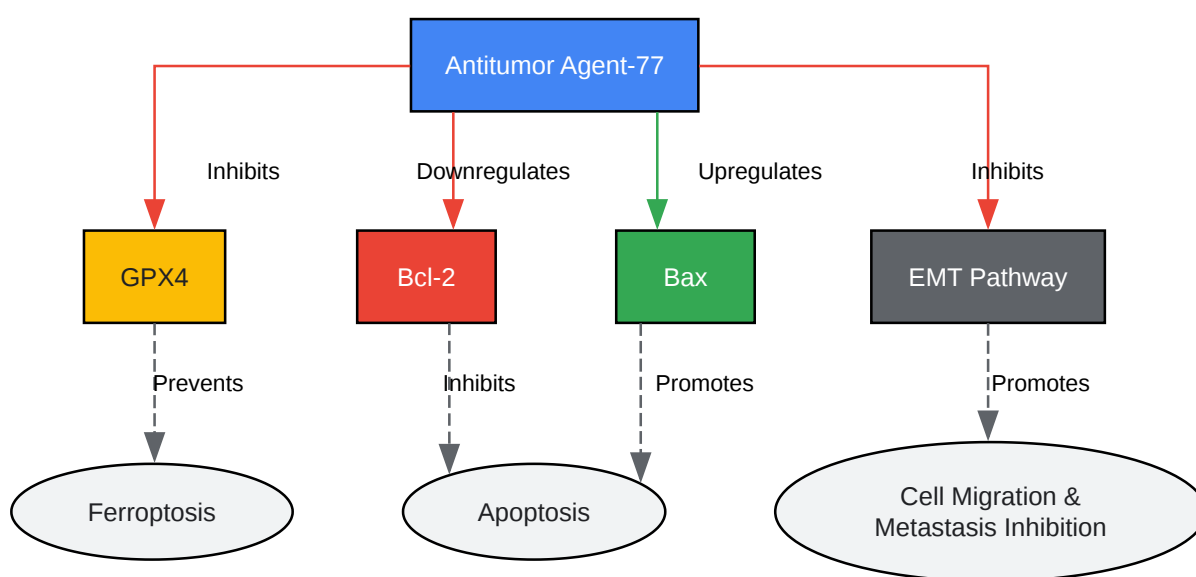 Antitumor Agent-77
Inhibits
Downregulates
Upregulates
Inhibits
GPX4
Bcl-2
Bax
EMT Pathway
Prevents
Inhibits
Promotes
Promotes
Ferroptosis
Apoptosis
Cell Migration &
Metastasis Inhibition